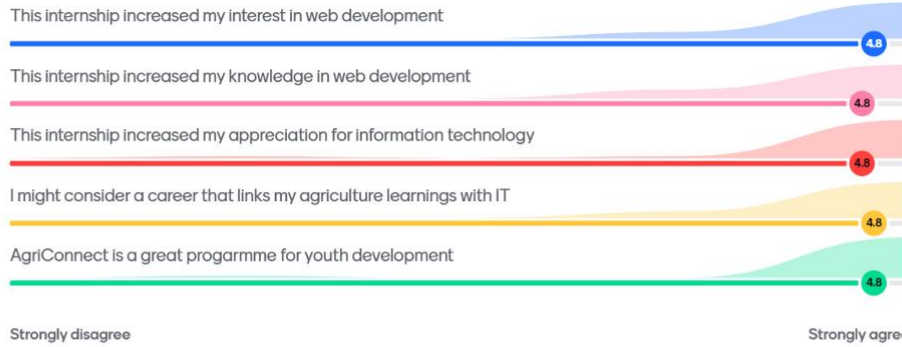 This internship increased my interest in web development
4.8
This internship increased my knowledge in web development
4.8
This internship increased my appreciation for information technology
4.8
I might consider a career that links my agriculture learnings with IT
4.8
AgriConnect is a great progarmme for youth development
4.8
Strongly disagree
Strongly agree